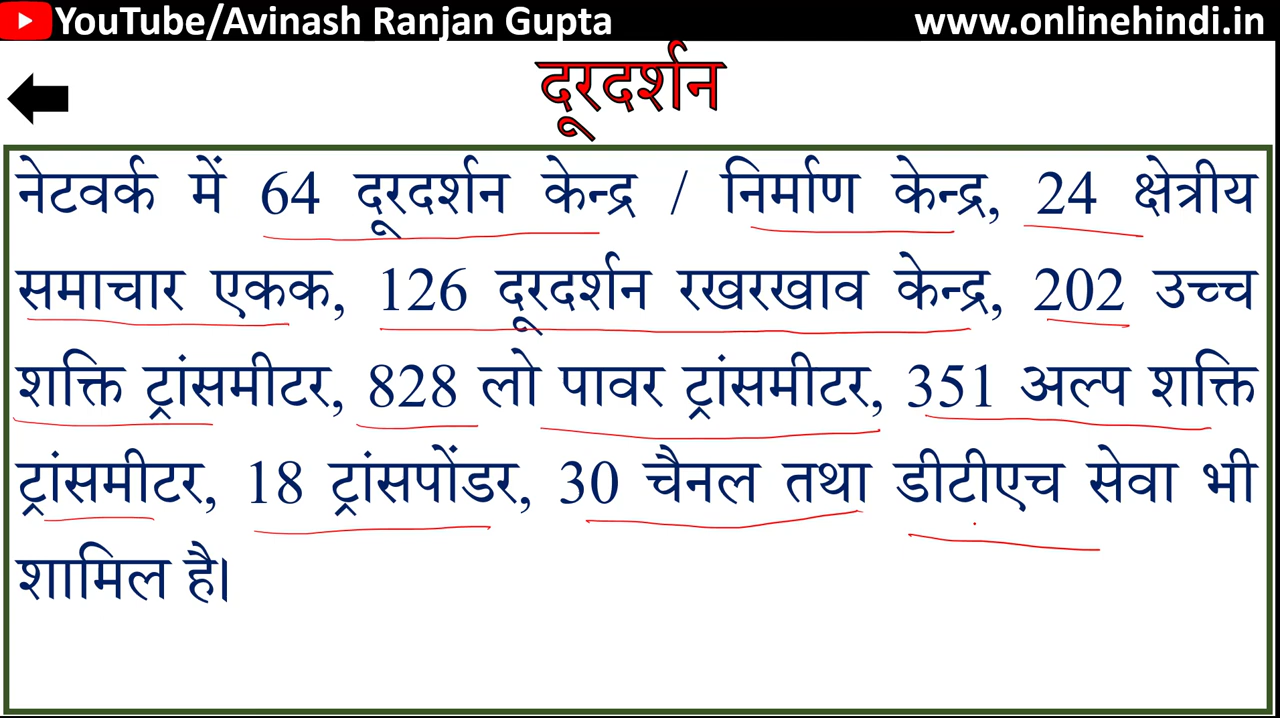 YouTube/Avinash Ranjan Gupta www.onlinehindi.in
दूरदर्शन
नेटवर्क में 64 दूरदर्शन केन्द्र / निर्माण केन्द्र, 24 क्षेत्रीय
समाचार एकक, 126 दूरदर्शन रखरखाव केन्द्र, 202 उच्च
शक्ति ट्रांसमीटर, 828 लो पावर ट्रांसमीटर, 351 अल्प शक्ति
ट्रांसमीटर, 18 ट्रांसपोंडर, 30 चैनल तथा डीटीएच सेवा भी
शामिल है।